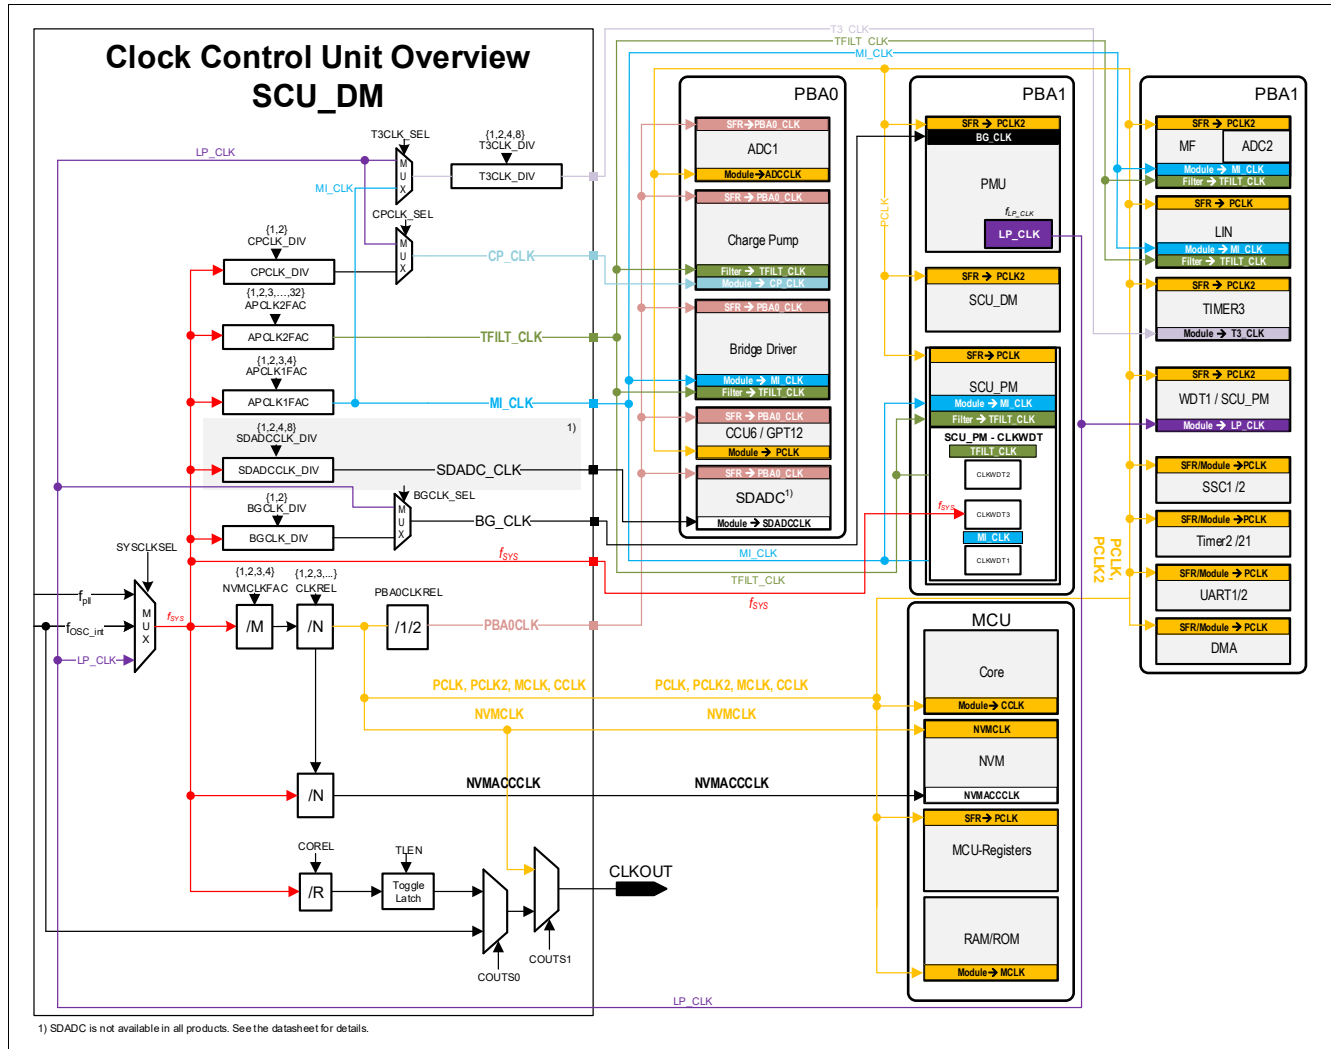 Clock Control Unit Overview
SCU_DM
T3_CLK
TFILT_CLK
MI_CLK
T3CLK_SEL
{1,2,4,8}
T3CLK_DIV
LP_CLK
MUX
T3CLK_DIV
MI_CLK
CPCLK_SEL
{1,2}
CPCLK_DIV
MUX
CPCLK_DIV
CP_CLK
{1,2,3,...,32}
APCLK2FAC
APCLK2FAC
TFILT_CLK
{1,2,3,4}
APCLK1FAC
APCLK1FAC
MI_CLK
{1,2,4,8}
SDADCCLK_DIV
1)
SDADCCLK_DIV
SDADC_CLK
BGCLK_SEL
{1,2}
BGCLK_DIV
MUX
BGCLK_DIV
BG_CLK
SYSCLKSEL
fSYS
{1,2,3,4}
NVMCLKFAC
{1,2,3,...}
CLKREL
PBA0CLKREL
fpll
MUX
fOSC_int
fSYS
/M
/N
/1/2
PBA0CLK
LP_CLK
PCLK, PCLK2, MCLK, CCLK
PCLK, PCLK2, MCLK, CCLK
NVMCLK
NVMCLK
/N
NVMACCCLK
NVMACCCLK
COREL
TLEN
/R
Toggle
Latch
CLKOUT
COUTS1
COUTS0
LP_CLK
PBA0
SFR→PBA0_CLK
ADC1
Module→ADCCLK
SFR→PBA0_CLK
Charge Pump
Filter→TFILT_CLK
Module→CP_CLK
SFR→PBA0_CLK
Bridge Driver
Module→MI_CLK
Filter→TFILT_CLK
SFR→PBA0_CLK
CCU6 / GPT12
Module→PCLK
SFR→PBA0_CLK
SDADC1)
Module→SDADCCLK
MI_CLK
TFILT_CLK
fSYS
PCLK
PBA1
SFR→PCLK2
BG_CLK
PMU
fLP_CLK
LP_CLK
SFR→PCLK2
SCU_DM
SFR→PCLK
SCU_PM
Module→MI_CLK
Filter→TFILT_CLK
SCU_PM - CLKWDT
TFILT_CLK
CLKWDT2
fSYS
CLKWDT3
MI_CLK
CLKWDT1
MCU
Core
Module→CCLK
NVMCLK
NVM
NVMACCCLK
SFR→PCLK
MCU-Registers
RAM/ROM
Module→MCLK
PCLK,
PCLK2
PBA1
SFR→PCLK2
MF
ADC2
Module→MI_CLK
Filter→TFILT_CLK
SFR→PCLK
LIN
Module→MI_CLK
Filter→TFILT_CLK
SFR→PCLK2
TIMER3
Module→T3_CLK
SFR→PCLK2
WDT1 / SCU_PM
Module→LP_CLK
SFR/Module→PCLK
SSC1 /2
SFR/Module→PCLK
Timer2 /21
SFR/Module→PCLK
UART1/2
SFR/Module→PCLK
DMA
1) SDADC is not available in all products. See the datasheet for details.